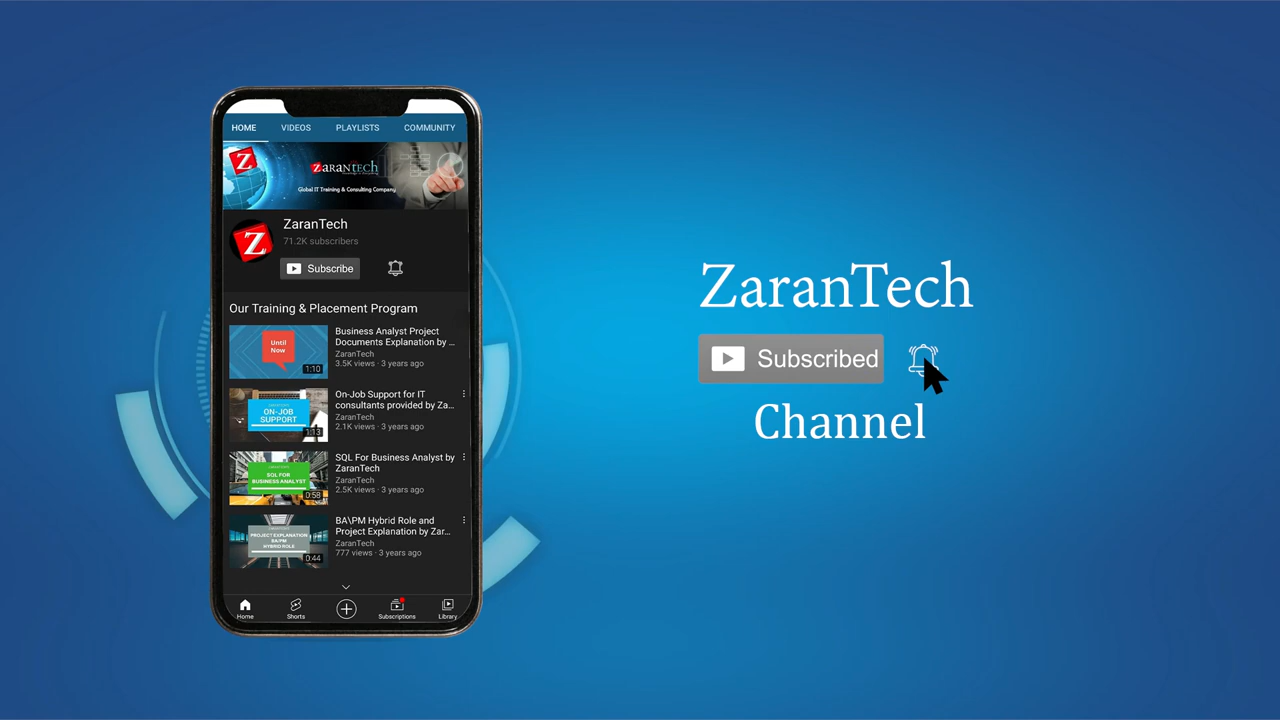 HOME VIDEOS PLAYLISTS COMMUNITY
Z
ZARANTECH
Global IT Training & Consulting Company
Z
ZaranTech
71.2K subscribers
Subscribe
Our Training & Placement Program
Until
Now
1:10
Business Analyst Project
Documents Explanation by ...
ZaranTech
3.5K views · 3 years ago
ON-JOB
SUPPORT
1:13
On-Job Support for IT
consultants provided by Za...
ZaranTech
2.1K views · 3 years ago
SQL FOR
BUSINESS ANALYST
0:58
SQL For Business Analyst by
ZaranTech
ZaranTech
2.5K views · 3 years ago
PROJECT EXPLANATION
BA/PM
HYBRID ROLE
0:44
BA\PM Hybrid Role and
Project Explanation by Zar...
ZaranTech
777 views · 3 years ago
Home Shorts Subscriptions Library
ZaranTech
Subscribed
Channel